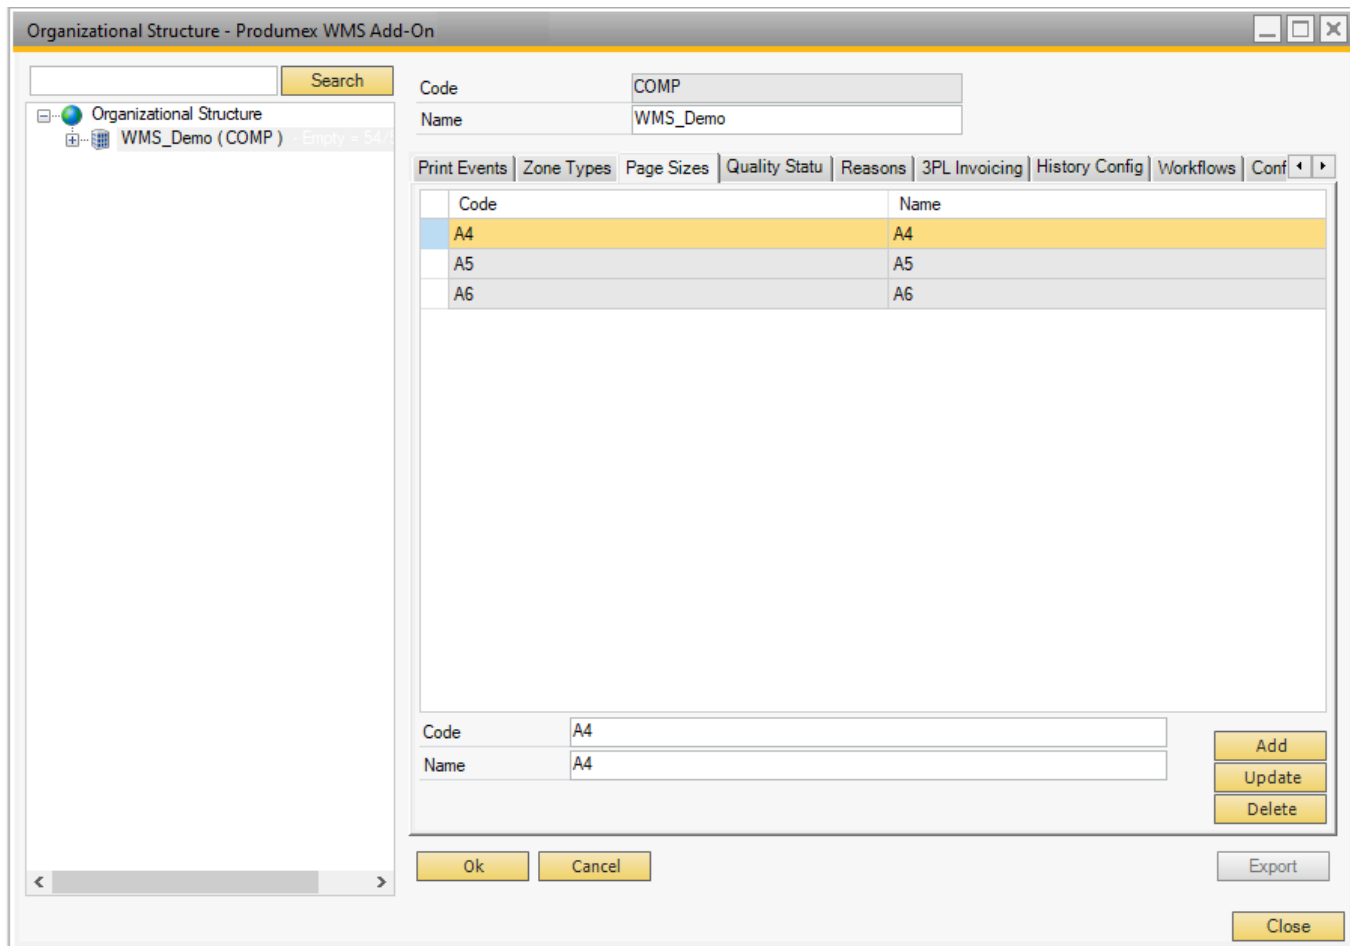 Organizational Structure - Produmex WMS Add-On
Search
Organizational Structure
WMS_Demo ( COMP ) - Empty = 54/
Code COMP
Name WMS_Demo
Print Events Zone Types Page Sizes Quality Statu Reasons 3PL Invoicing History Config Workflows Conf
Code Name
A4 A4
A5 A5
A6 A6
Code A4
Name A4
Add
Update
Delete
Ok Cancel Export
Close